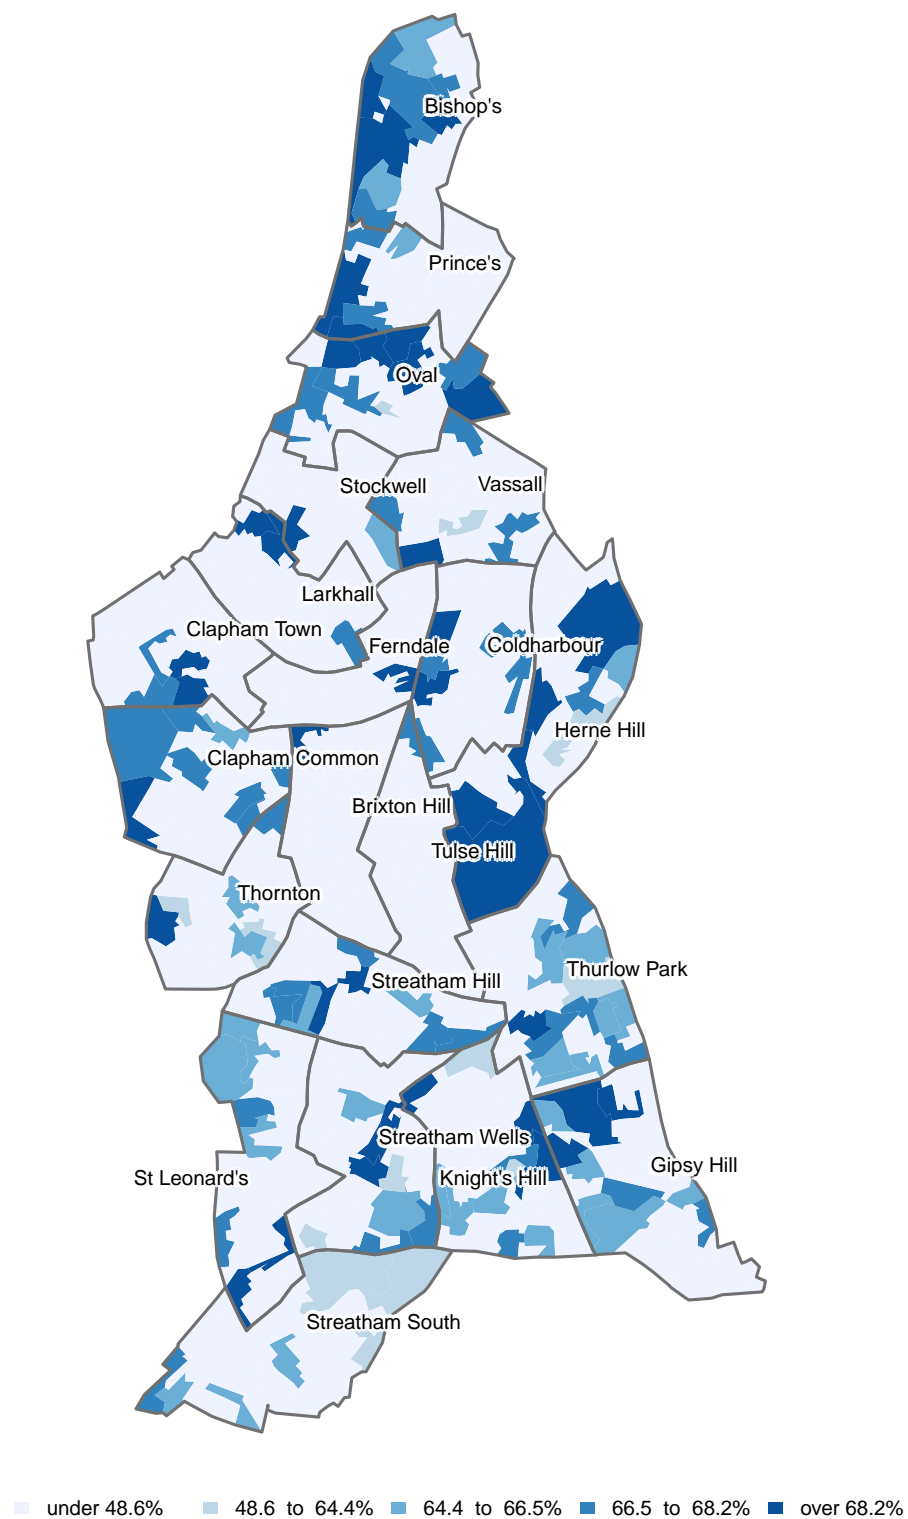 Bishop's
Prince's
Oval
Stockwell
Vassall
Larkhall
Clapham Town
Ferndale
Coldharbour
Herne Hill
Clapham Common
Brixton Hill
Tulse Hill
Thornton
Thurlow Park
Streatham Hill
Streatham Wells
Gipsy Hill
St Leonard's
Knight's Hill
Streatham South
under 48.6% 48.6 to 64.4% 64.4 to 66.5% 66.5 to 68.2% over 68.2%